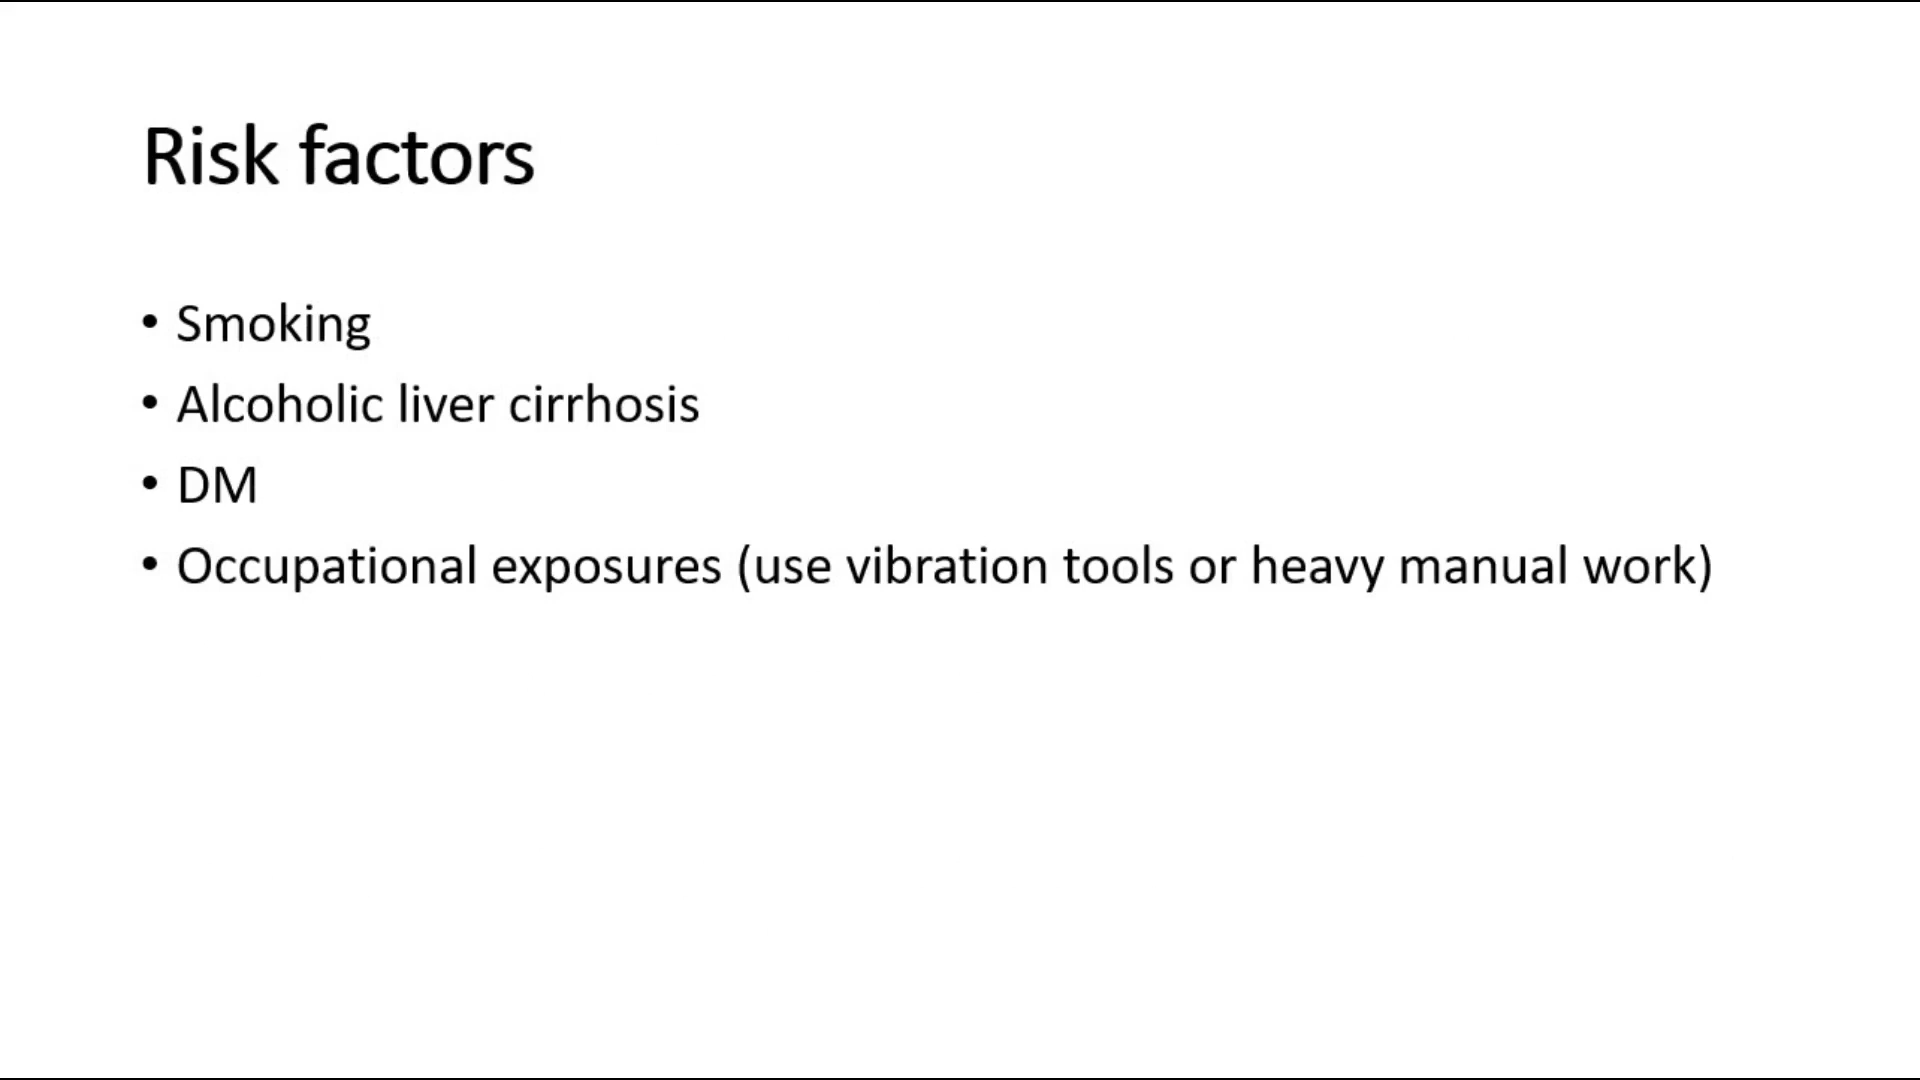 Risk factors
• Smoking
• Alcoholic liver cirrhosis
• DM
• Occupational exposures (use vibration tools or heavy manual work)